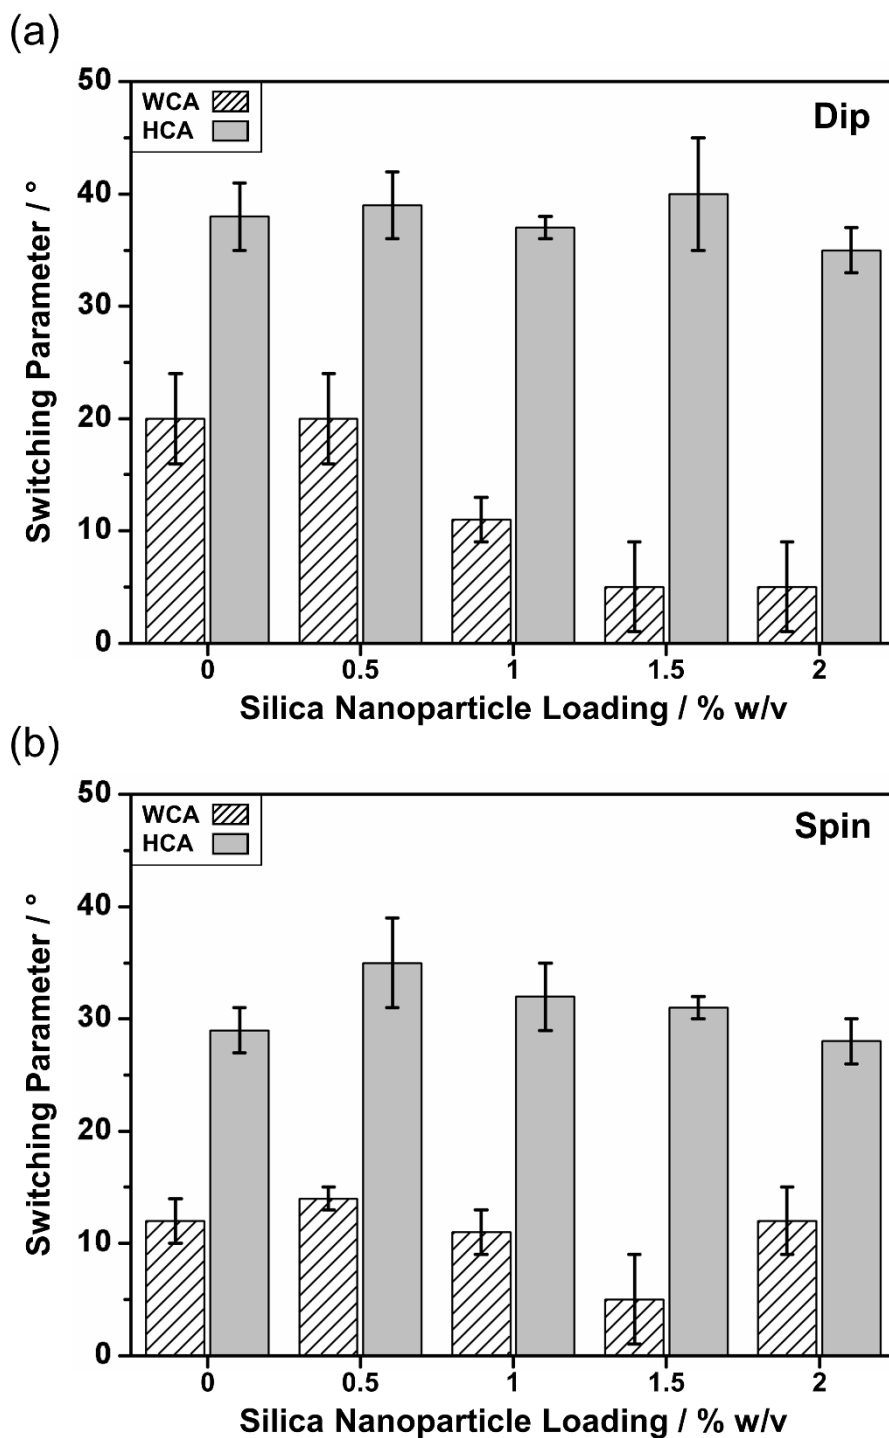 (a)
50
40
30
20
10
0
Switching Parameter / °
WCA
HCA
Dip
0 0.5 1 1.5 2
Silica Nanoparticle Loading / % w/v
(b)
50
40
30
20
10
0
Switching Parameter / °
WCA
HCA
Spin
0 0.5 1 1.5 2
Silica Nanoparticle Loading / % w/v